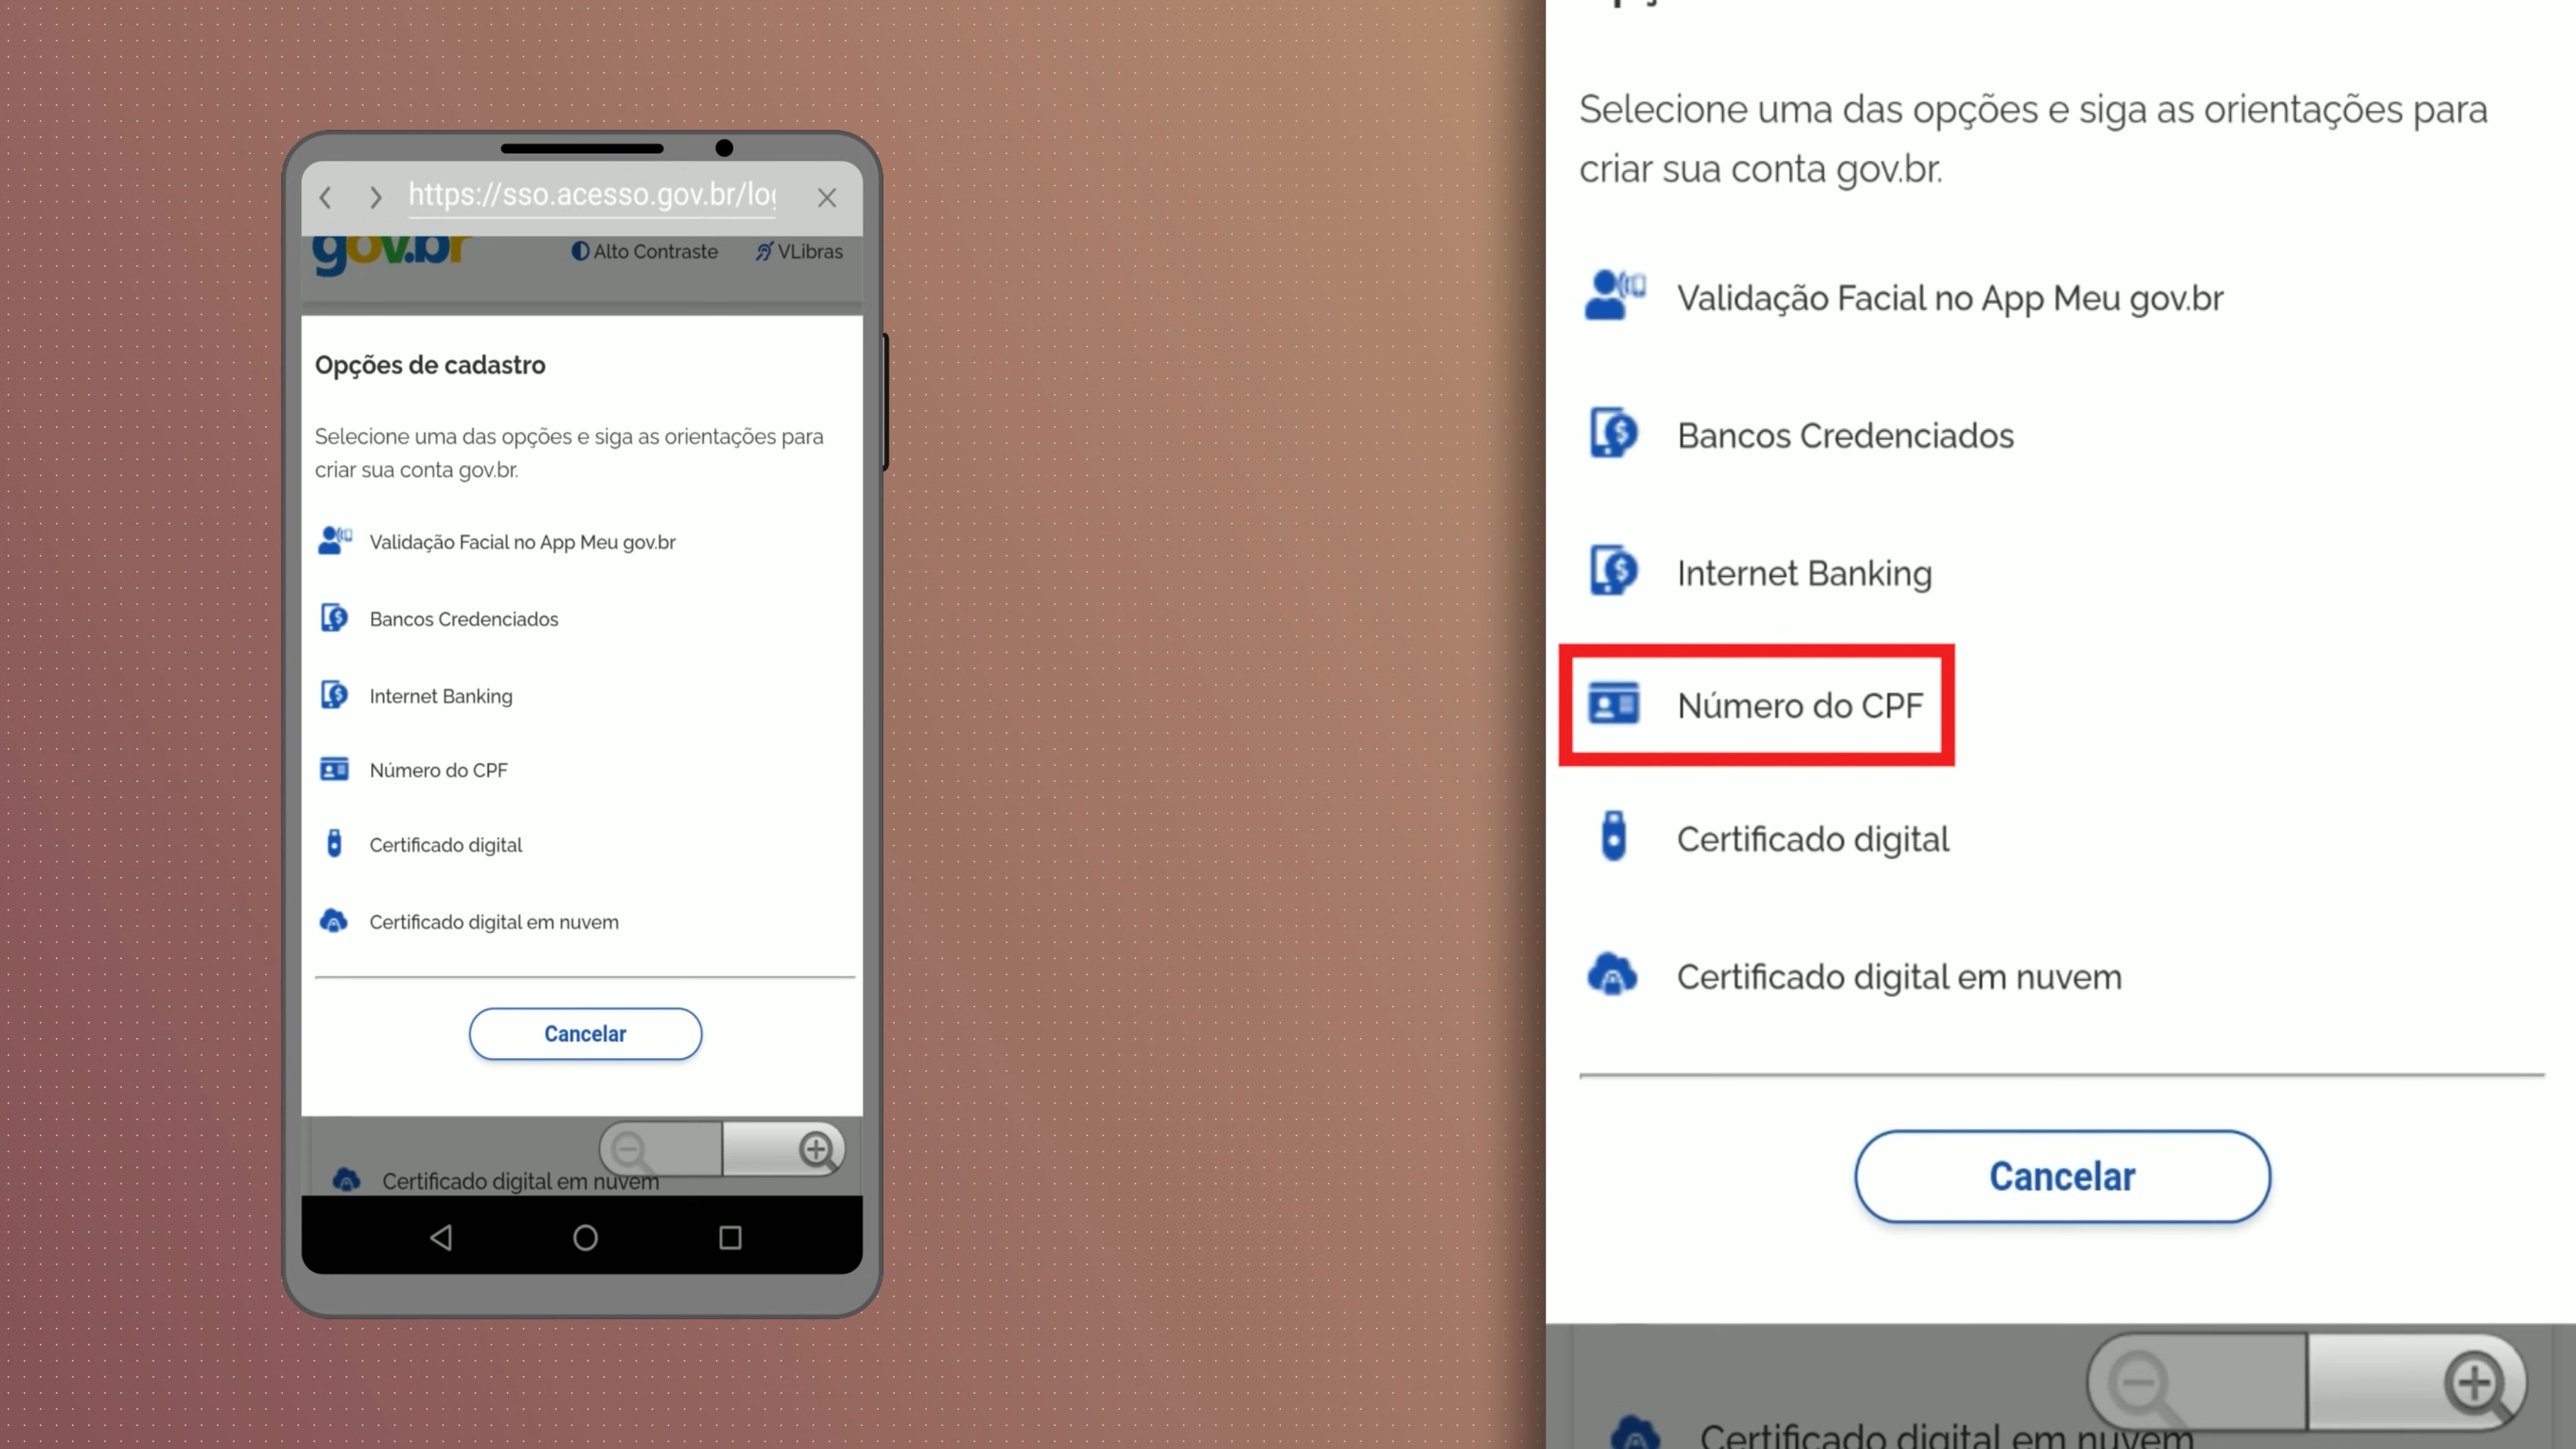 https://sso.acesso.gov.br/log
gov.br
Alto Contraste
VLibras
Opções de cadastro
Selecione uma das opções e siga as orientações para
criar sua conta gov.br.
Validação Facial no App Meu gov.br
Bancos Credenciados
Internet Banking
Número do CPF
Certificado digital
Certificado digital em nuvem
Cancelar
Certificado digital em nuvem
Selecione uma das opções e siga as orientações para
criar sua conta gov.br.
Validação Facial no App Meu gov.br
Bancos Credenciados
Internet Banking
Número do CPF
Certificado digital
Certificado digital em nuvem
Cancelar
Certificado digital em nuvem